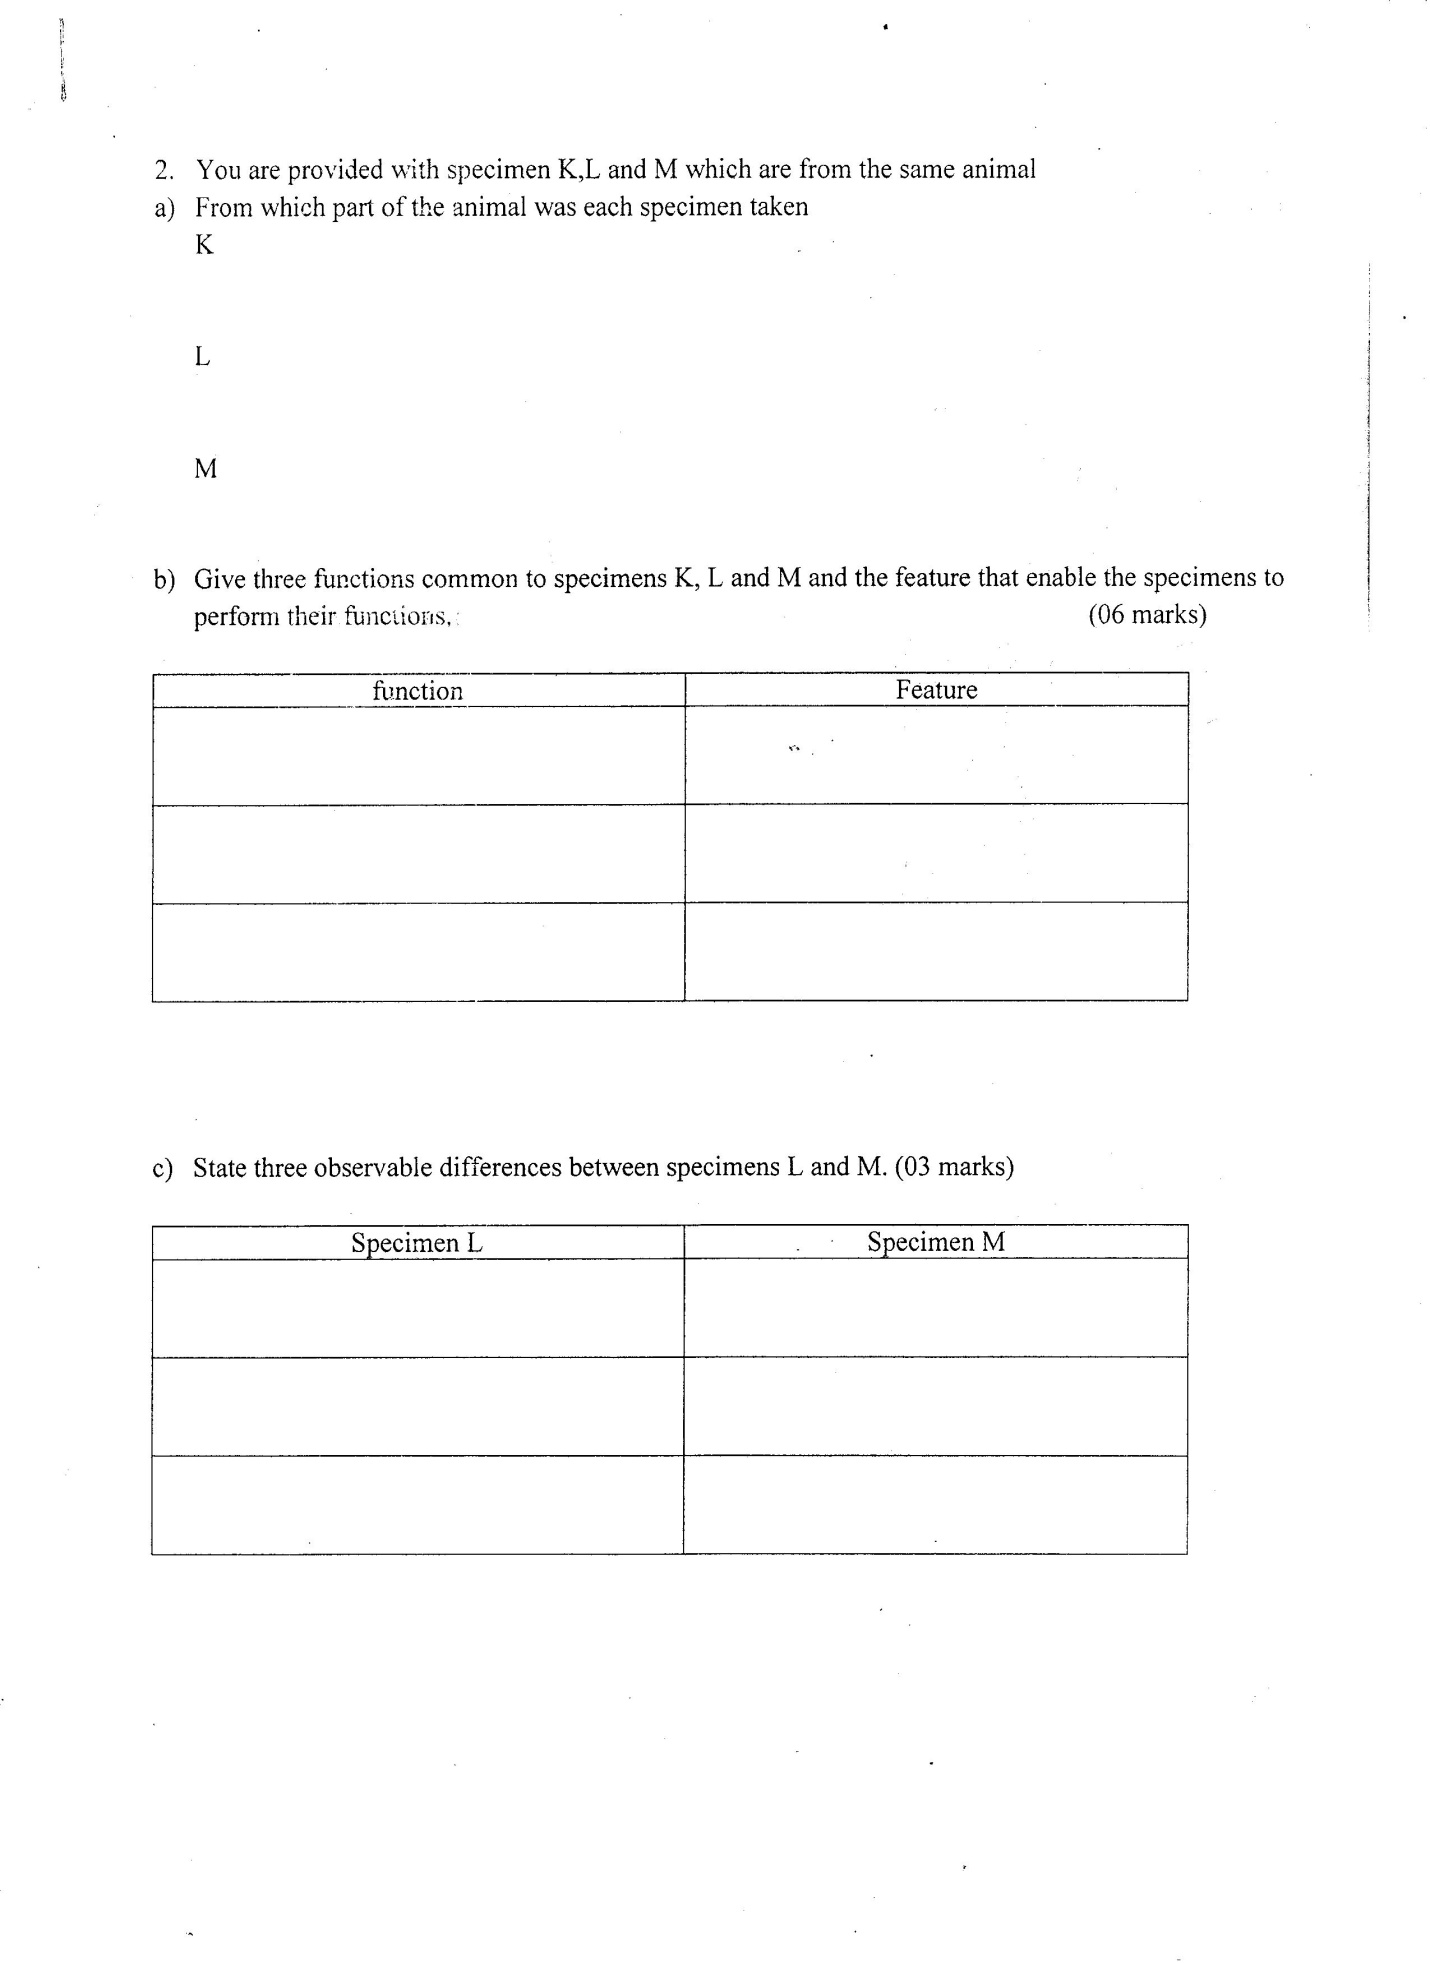 2. You are provided with specimen K,L and M which are from the same animal
a) From which part of the animal was each specimen taken
K
L
M
b) Give three functions common to specimens K, L and M and the feature that enable the specimens to
perform their functions, (06 marks)
function Feature
c) State three observable differences between specimens L and M. (03 marks)
Specimen L Specimen M